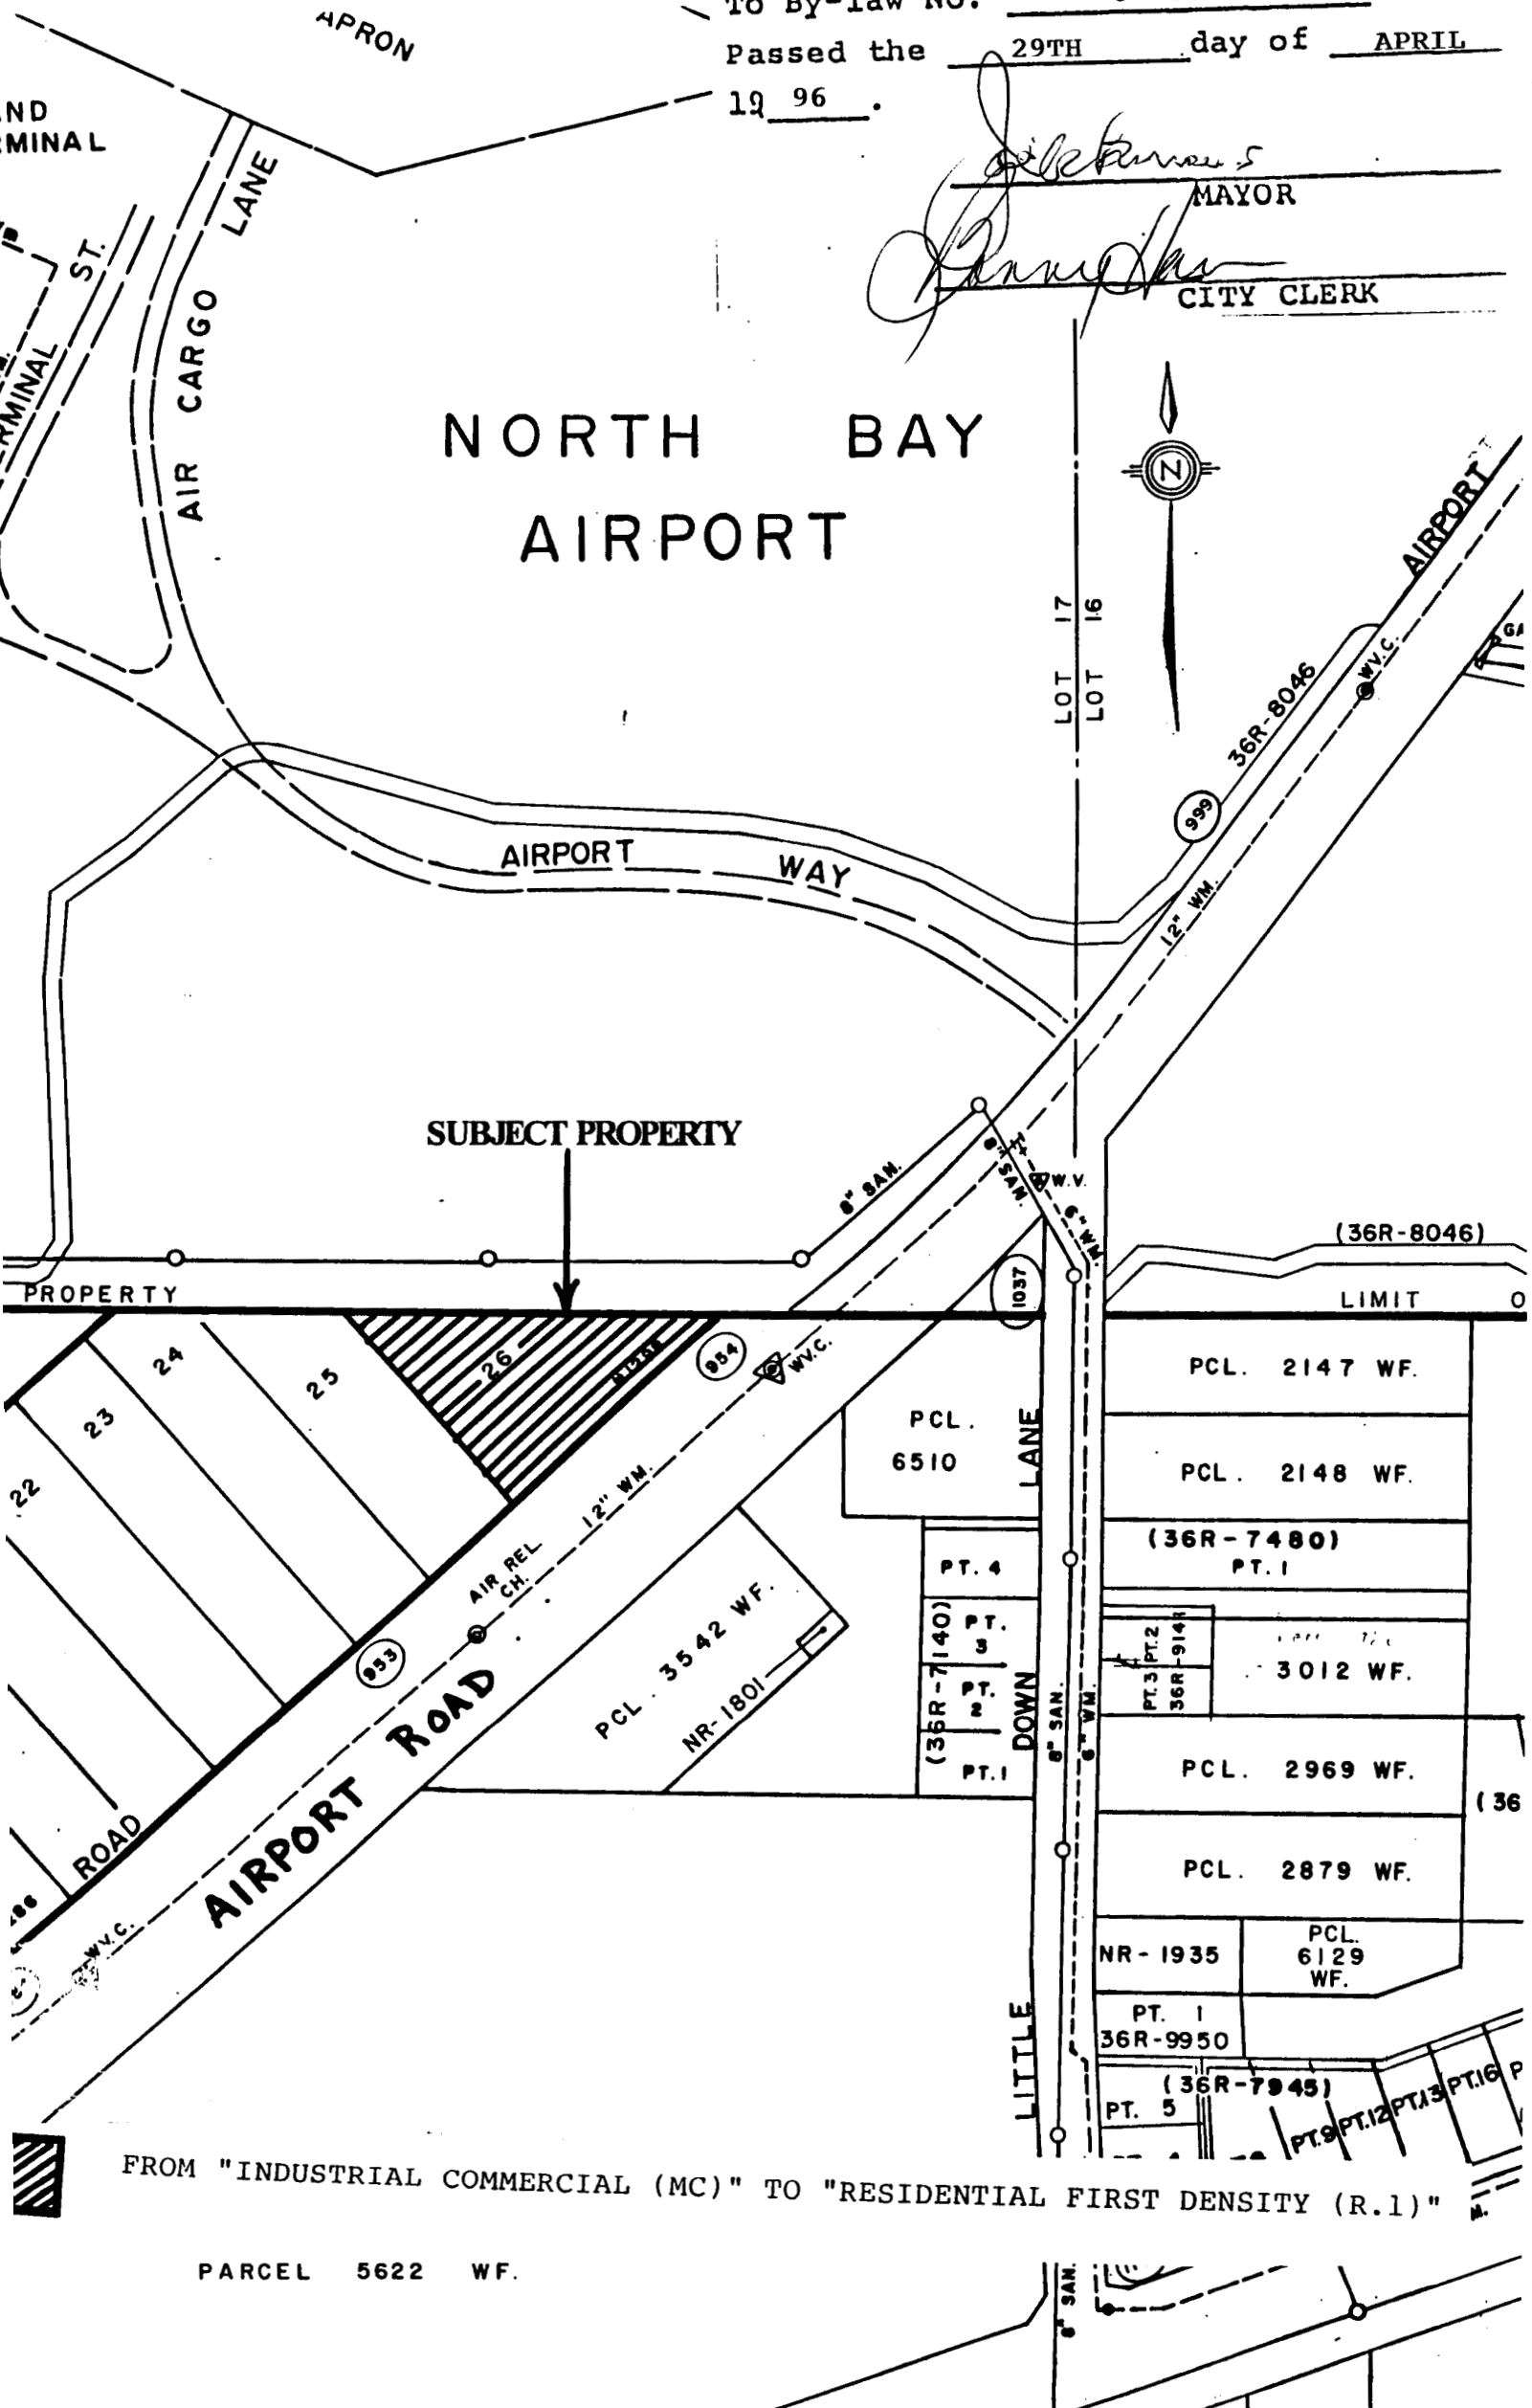 To By-law No.
Passed the 29TH day of APRIL
19 96 .
MAYOR
CITY CLERK
APRON
LANE
ST.
AIR CARGO
NORTH BAY
AIRPORT
N
LOT 17
LOT 16
AIRPORT
W.V.C.
36R-8046
999
12" WM.
AIRPORT WAY
SUBJECT PROPERTY
8" SAN.
8" SAN.
W.V.
6" WM.
(36R-8046)
1037
PROPERTY
LIMIT
22
23
24
25
26
954
W.V.C.
12" WM.
AIR REL.
CH.
953
PCL. 3542 WF.
NR-1801
AIRPORT ROAD
ROAD
W.V.C.
PCL.
6510
PT. 4
PT.
3
PT.
2
PT. 1
(36R-7140)
LITTLE DOWN LANE
8" SAN.
6" WM.
PCL. 2147 WF.
PCL. 2148 WF.
(36R-7480)
PT. 1
PT.3 PT.2
3012 WF.
PCL. 2969 WF.
(36
PCL. 2879 WF.
NR-1935
PCL.
6129
WF.
PT. 1
36R-9950
(36R-7945)
PT. 5
PT.9 PT.12 PT.13 PT.16
FROM "INDUSTRIAL COMMERCIAL (MC)" TO "RESIDENTIAL FIRST DENSITY (R.1)"
PARCEL 5622 WF.
8" SAN.